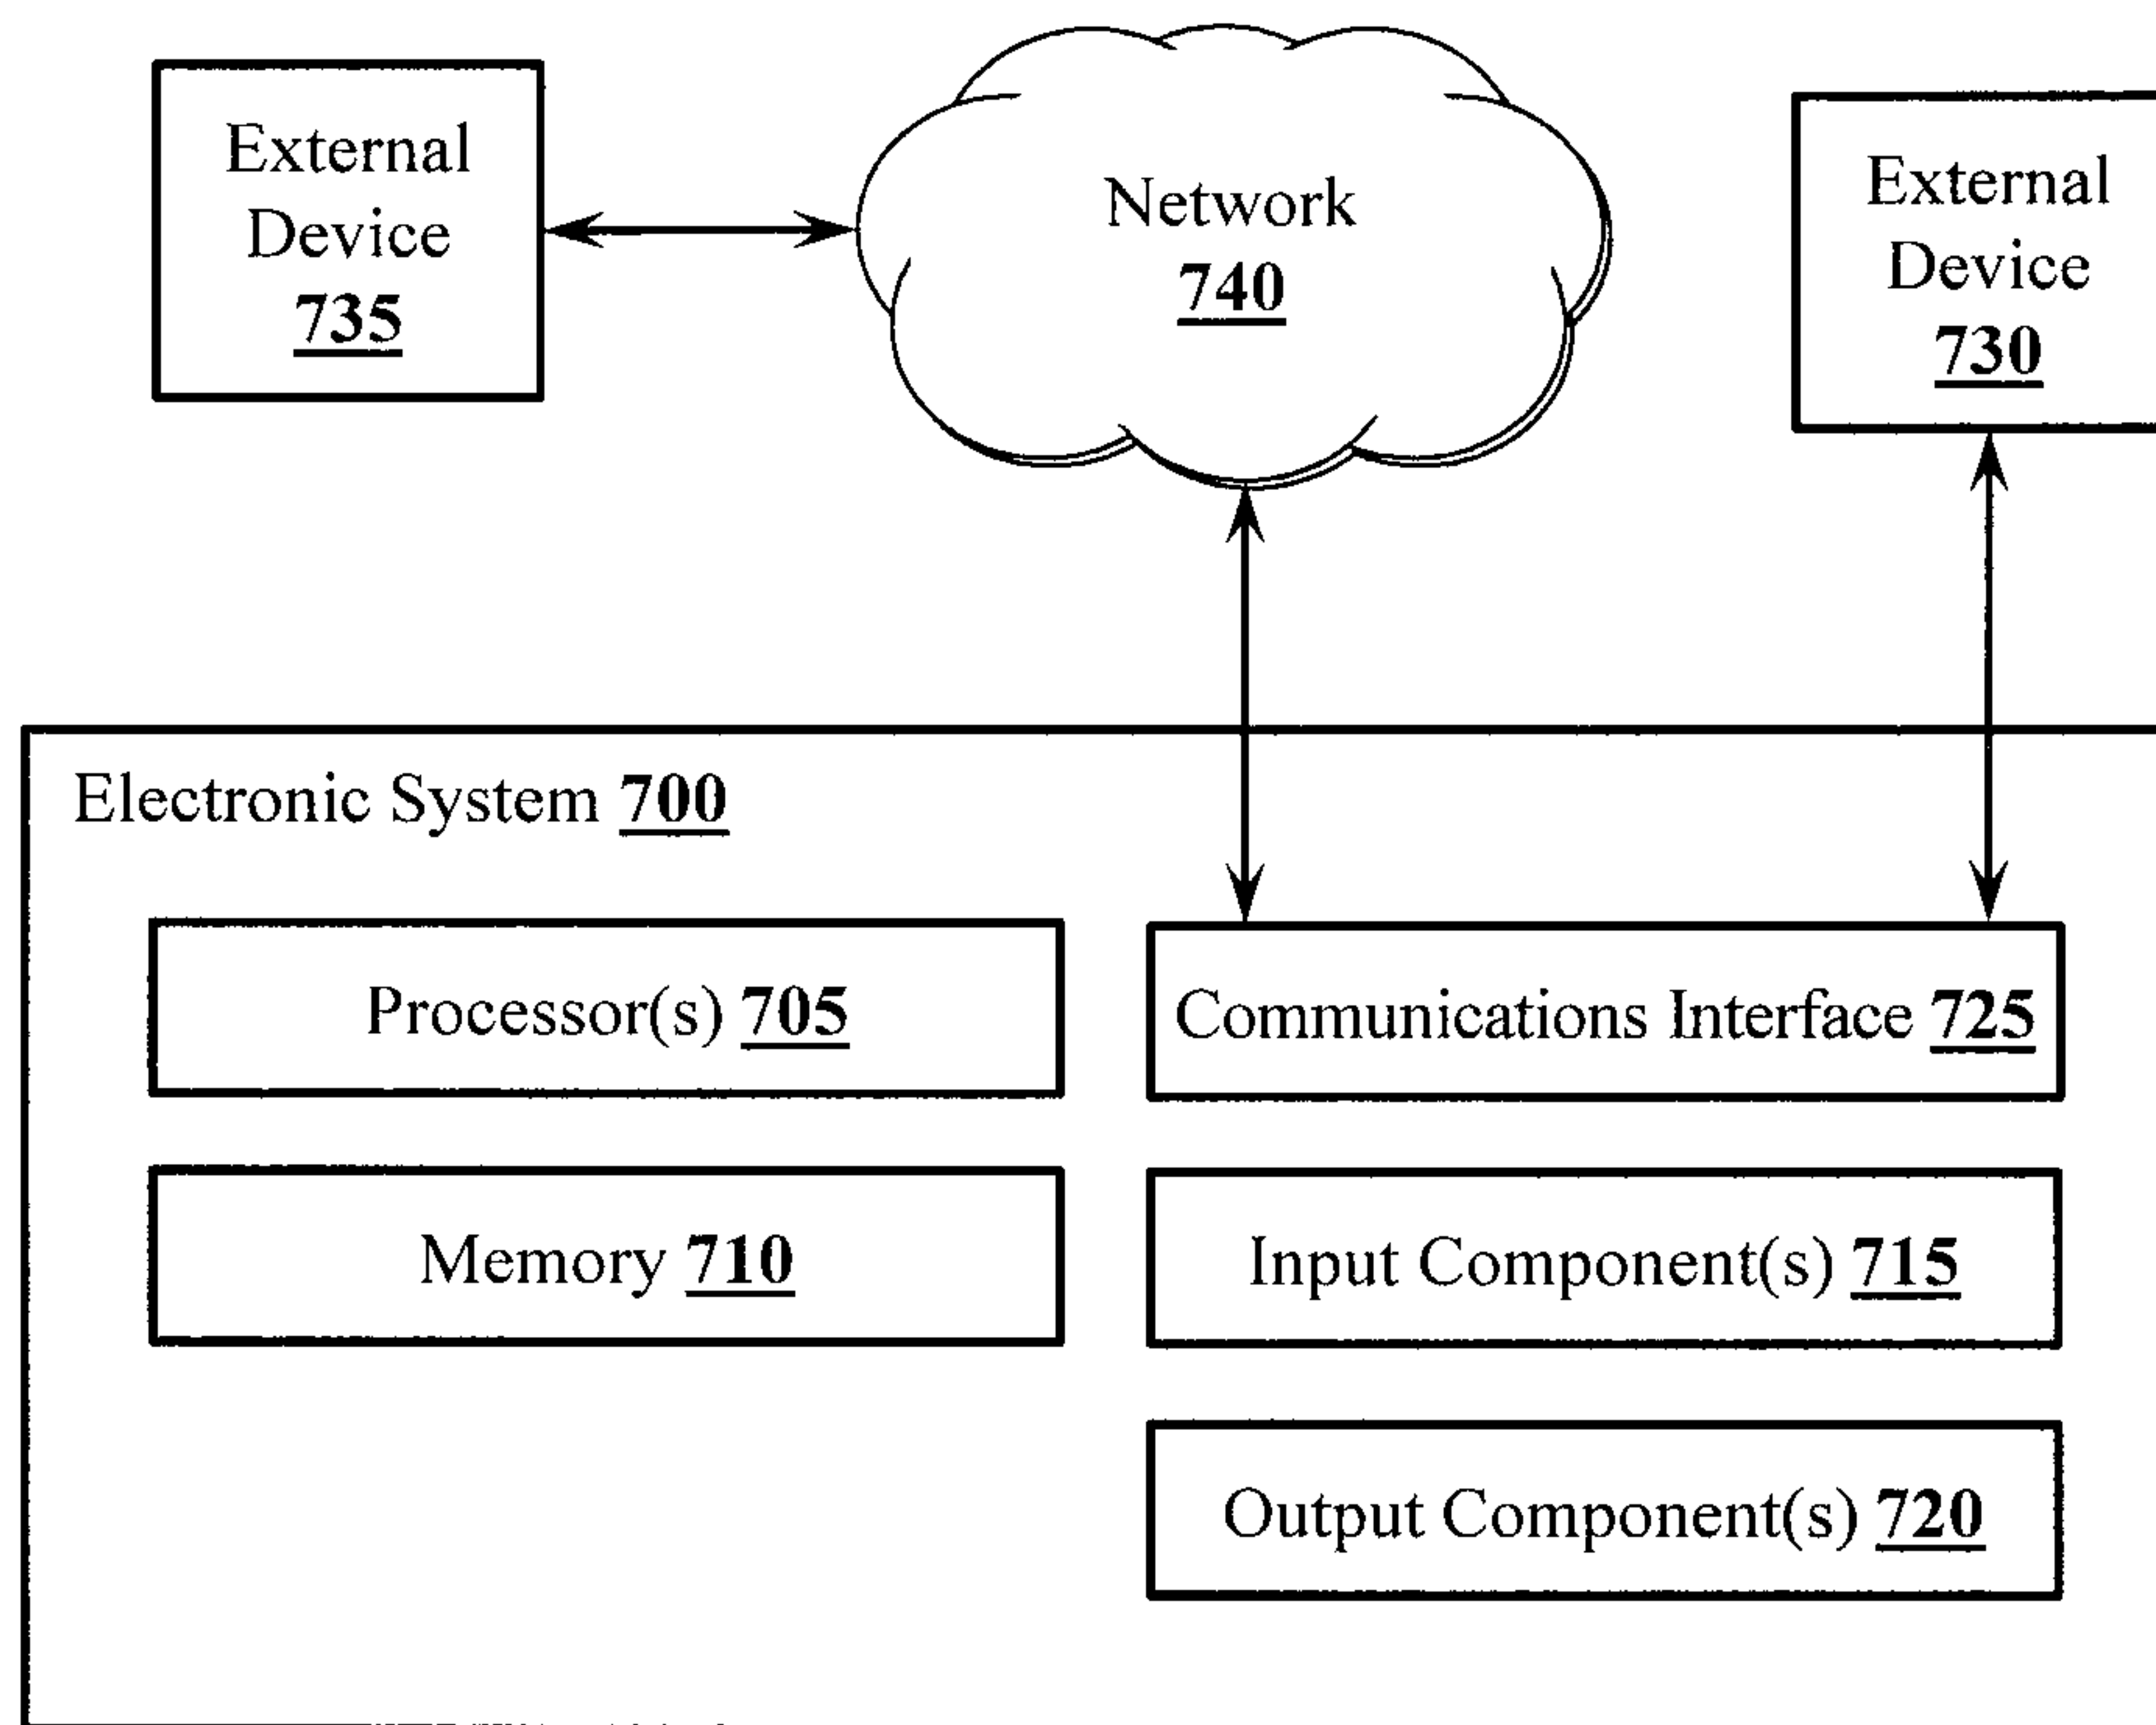 External
Device
735
Network
740
External
Device
730
Electronic System 700
Processor(s) 705
Communications Interface 725
Memory 710
Input Component(s) 715
Output Component(s) 720